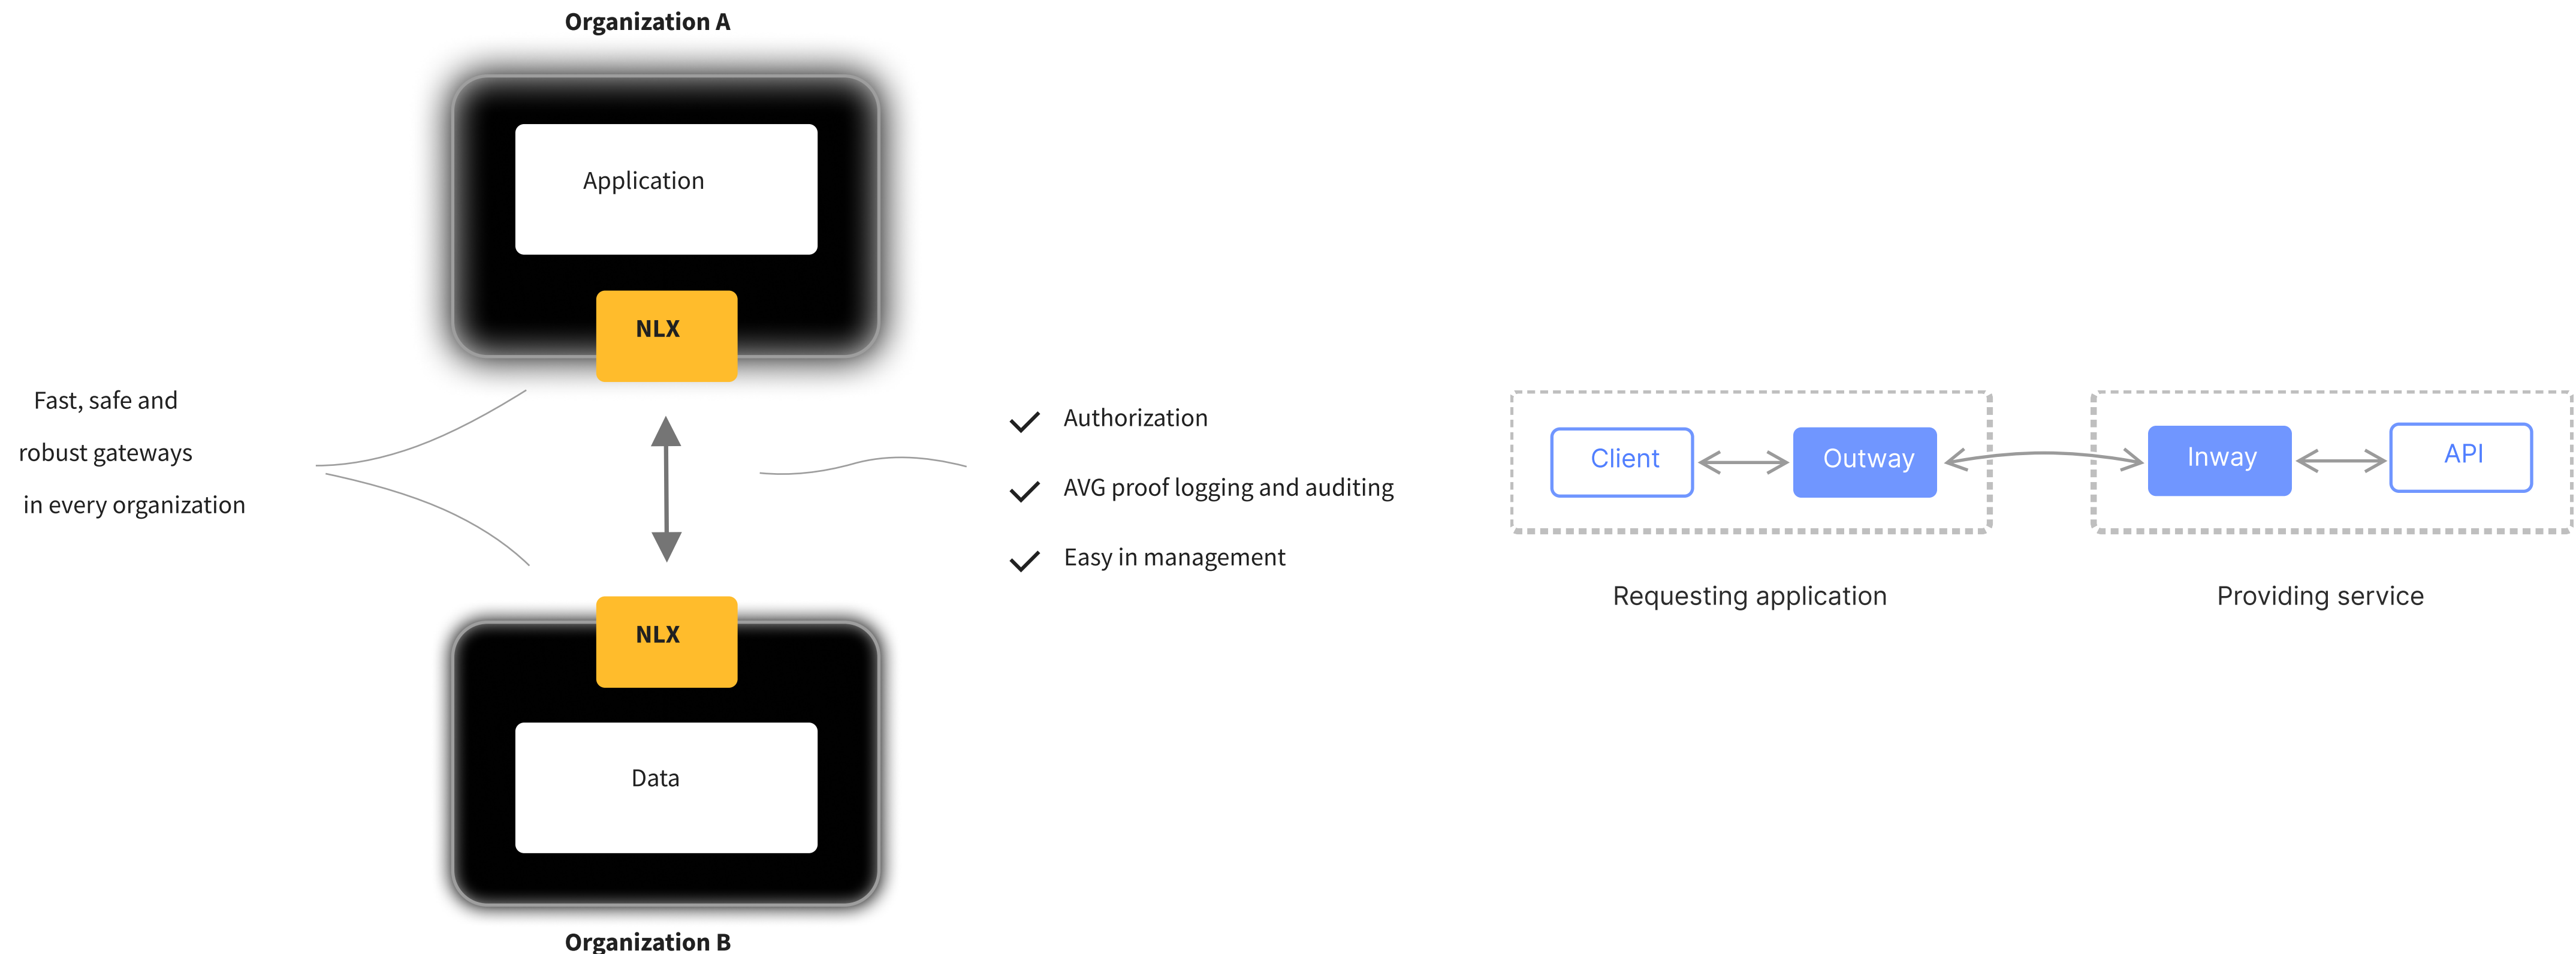 Organization A
Application
NLX
Fast, safe and
robust gateways
in every organization
Authorization
AVG proof logging and auditing
Easy in management
NLX
Data
Organization B
Client
Outway
Inway
API
Requesting application
Providing service